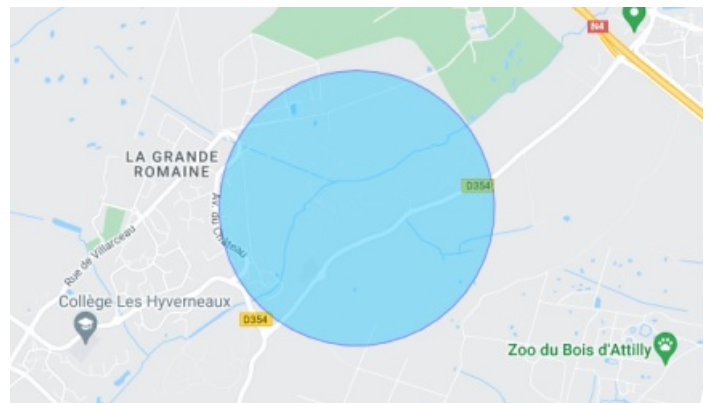 N4
LA GRANDE
ROMAINE
D354
Av. du Château
Rue de Villarceau
Collège Les Hyverneaux
D354
Zoo du Bois d'Attilly